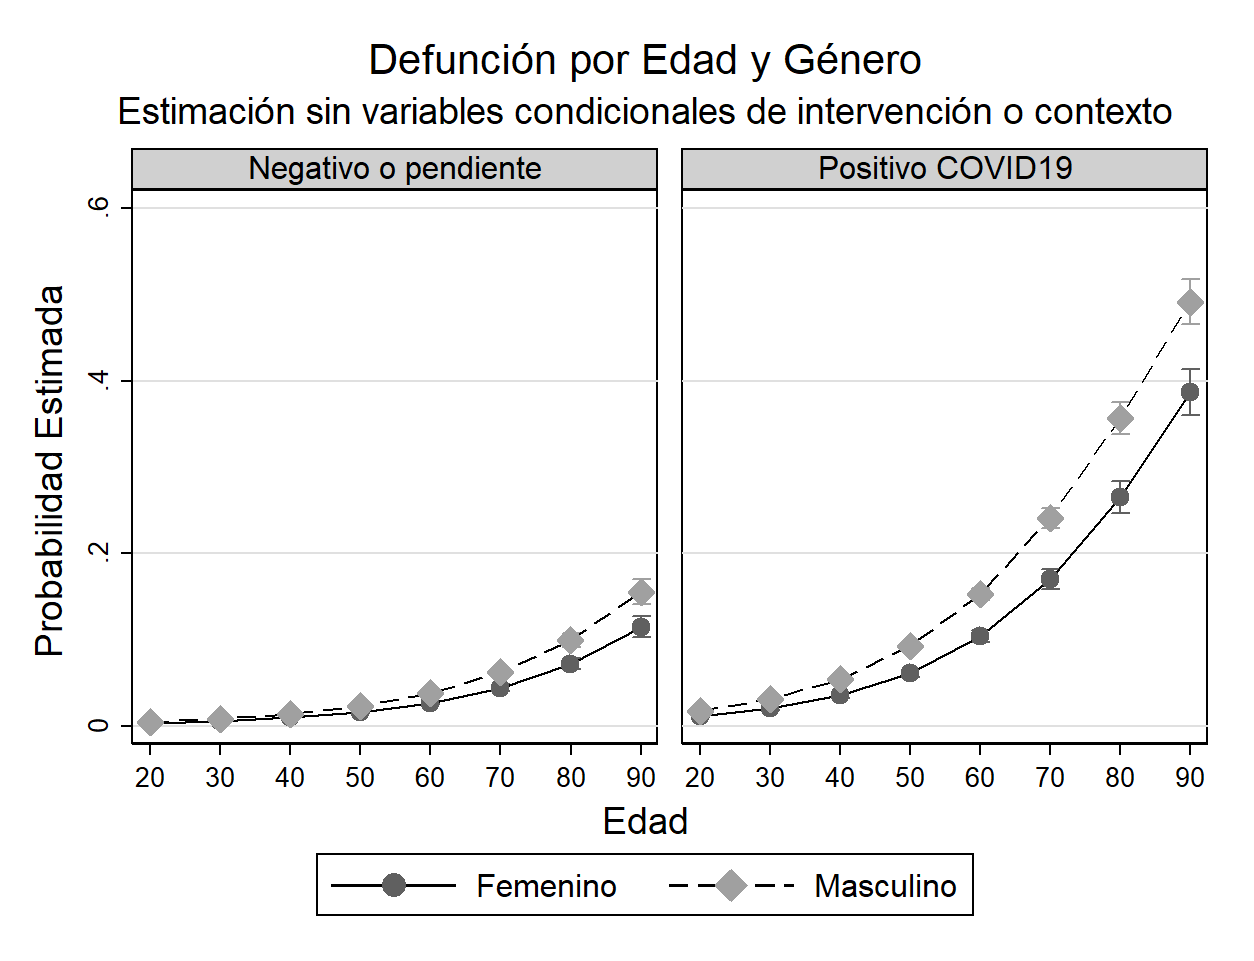 Defunción por Edad y Género
Estimación sin variables condicionales de intervención o contexto
Negativo o pendiente
Positivo COVID19
Probabilidad Estimada
.6
.4
.2
0
20 30 40 50 60 70 80 90
20 30 40 50 60 70 80 90
Edad
Femenino
Masculino